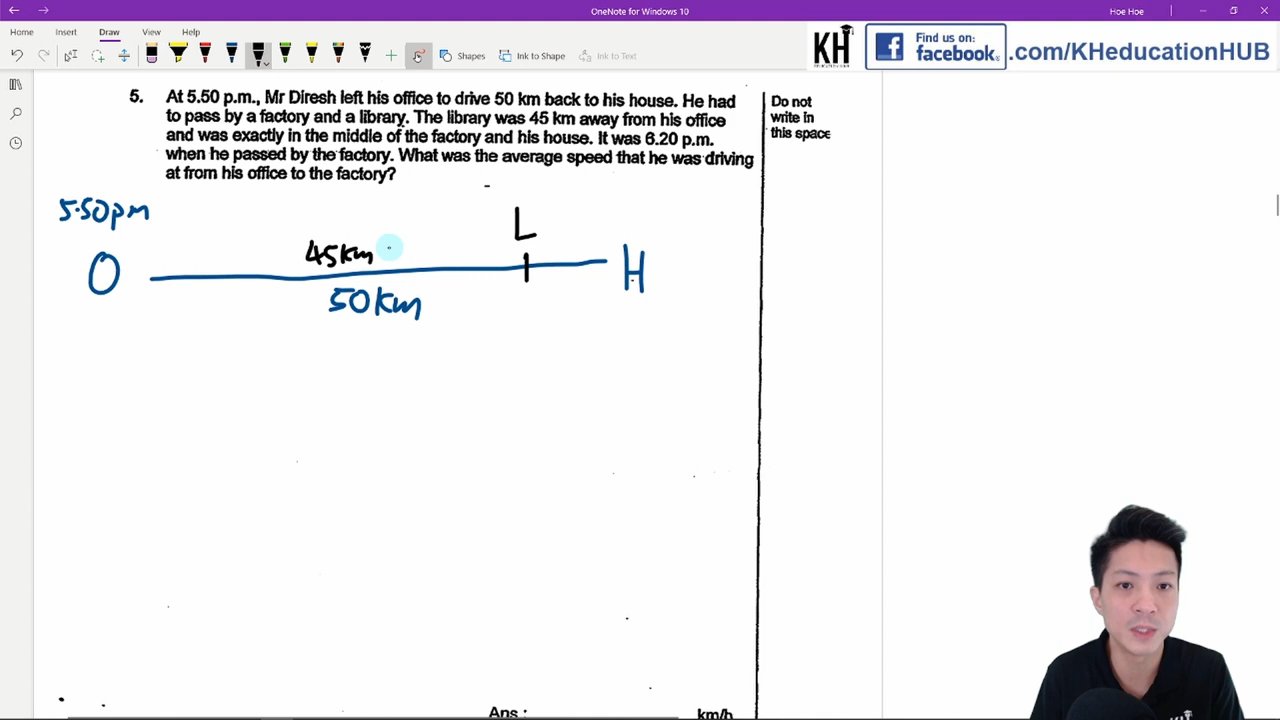 OneNote for Windows 10
Hoe Hoe
Home Insert Draw View Help
Shapes Ink to Shape Ink to Text
KH
Find us on:
facebook.
.com/KHeducationHUB
5. At 5.50 p.m., Mr Diresh left his office to drive 50 km back to his house. He had
to pass by a factory and a library. The library was 45 km away from his office
and was exactly in the middle of the factory and his house. It was 6.20 p.m.
when he passed by the factory. What was the average speed that he was driving
at from his office to the factory?
Do not
write in
this space
5.50pm
L
45km
O
H
50km
Ans :
km/h
KH